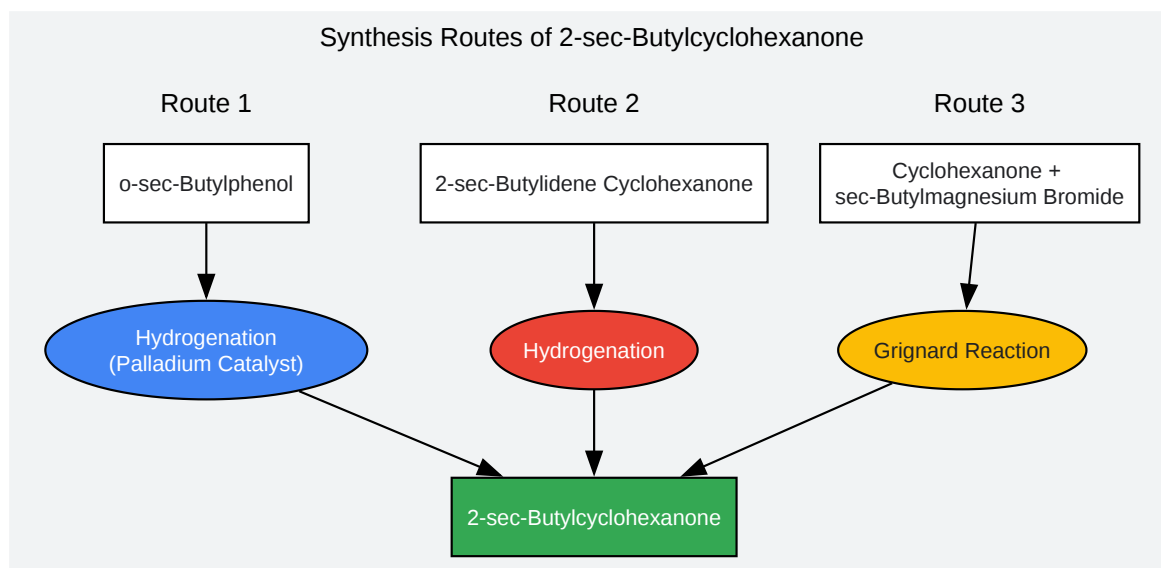 Synthesis Routes of 2-sec-Butylcyclohexanone
Route 1
Route 2
Route 3
o-sec-Butylphenol
2-sec-Butylidene Cyclohexanone
Cyclohexanone +
sec-Butylmagnesium Bromide
Hydrogenation
(Palladium Catalyst)
Hydrogenation
Grignard Reaction
2-sec-Butylcyclohexanone